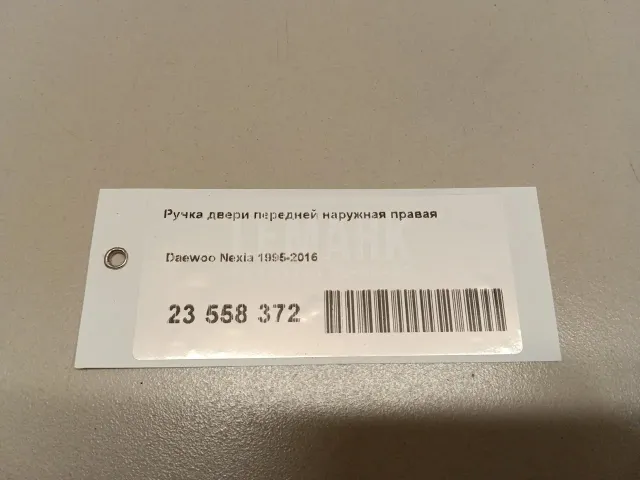 Ручка двери передней наружная правая
Daewoo Nexia 1995-2016
23 558 372